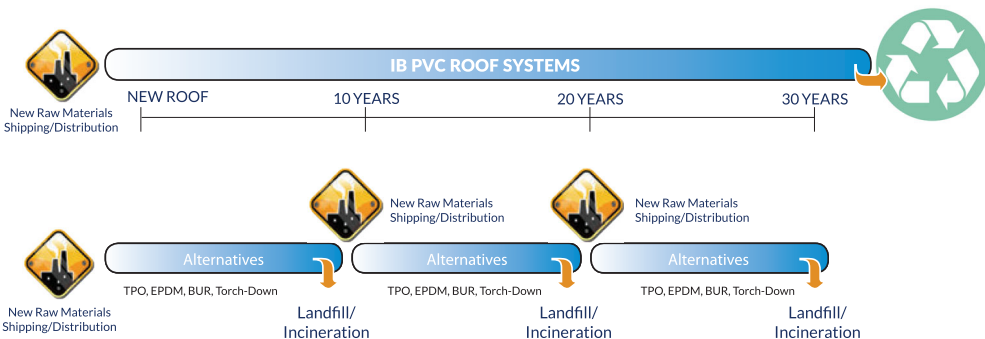 IB PVC ROOF SYSTEMS
New Raw Materials
Shipping/Distribution
NEW ROOF
10 YEARS
20 YEARS
30 YEARS
New Raw Materials
Shipping/Distribution
New Raw Materials
Shipping/Distribution
New Raw Materials
Shipping/Distribution
Alternatives
TPO, EPDM, BUR, Torch-Down
Landfill/
Incineration
Alternatives
TPO, EPDM, BUR, Torch-Down
Landfill/
Incineration
Alternatives
TPO, EPDM, BUR, Torch-Down
Landfill/
Incineration